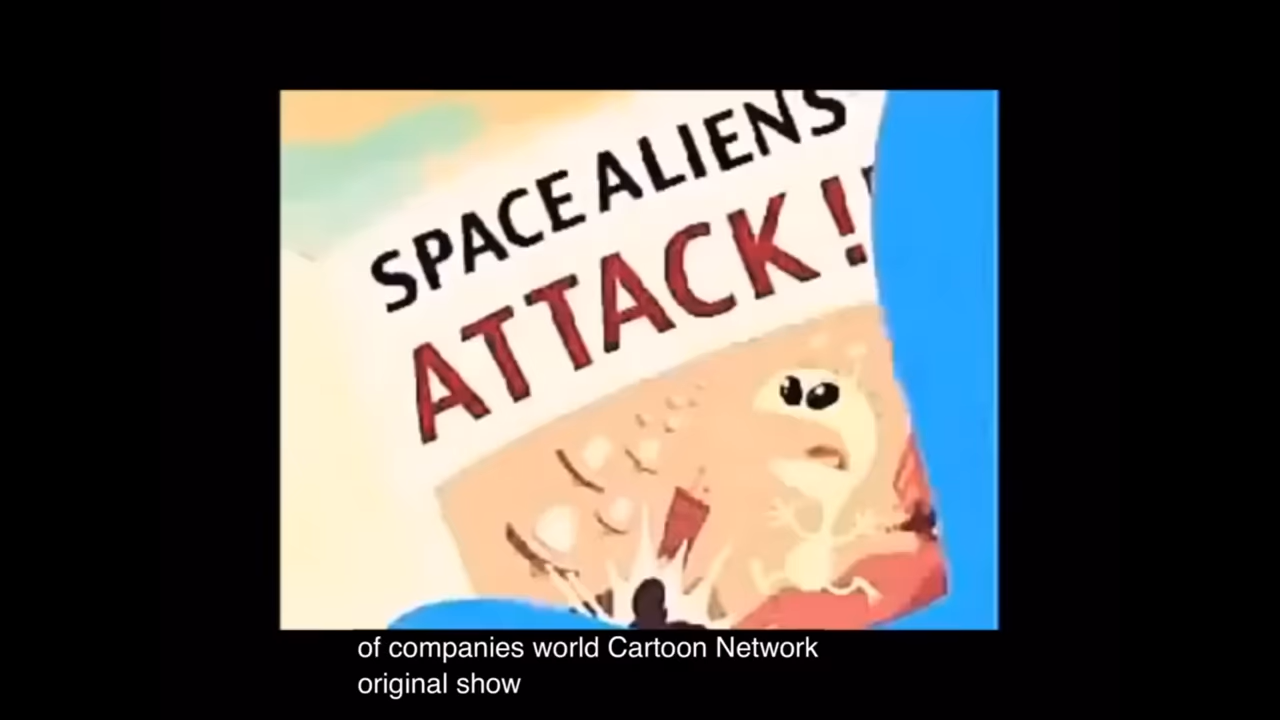 SPACE ALIENS
ATTACK!
of companies world Cartoon Network
original show